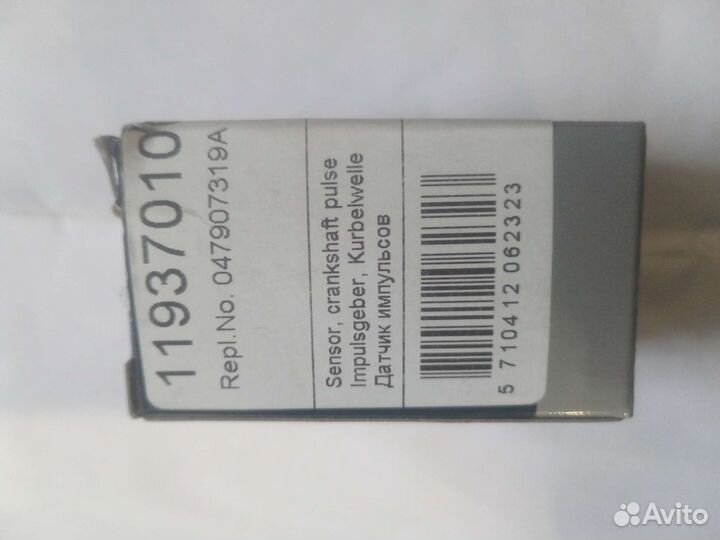 11937010
Repl.No. 047907319A
Sensor, crankshaft pulse
Impulsgeber, Kurbelwelle
Датчик импульсов
5 710412 062323
Avito